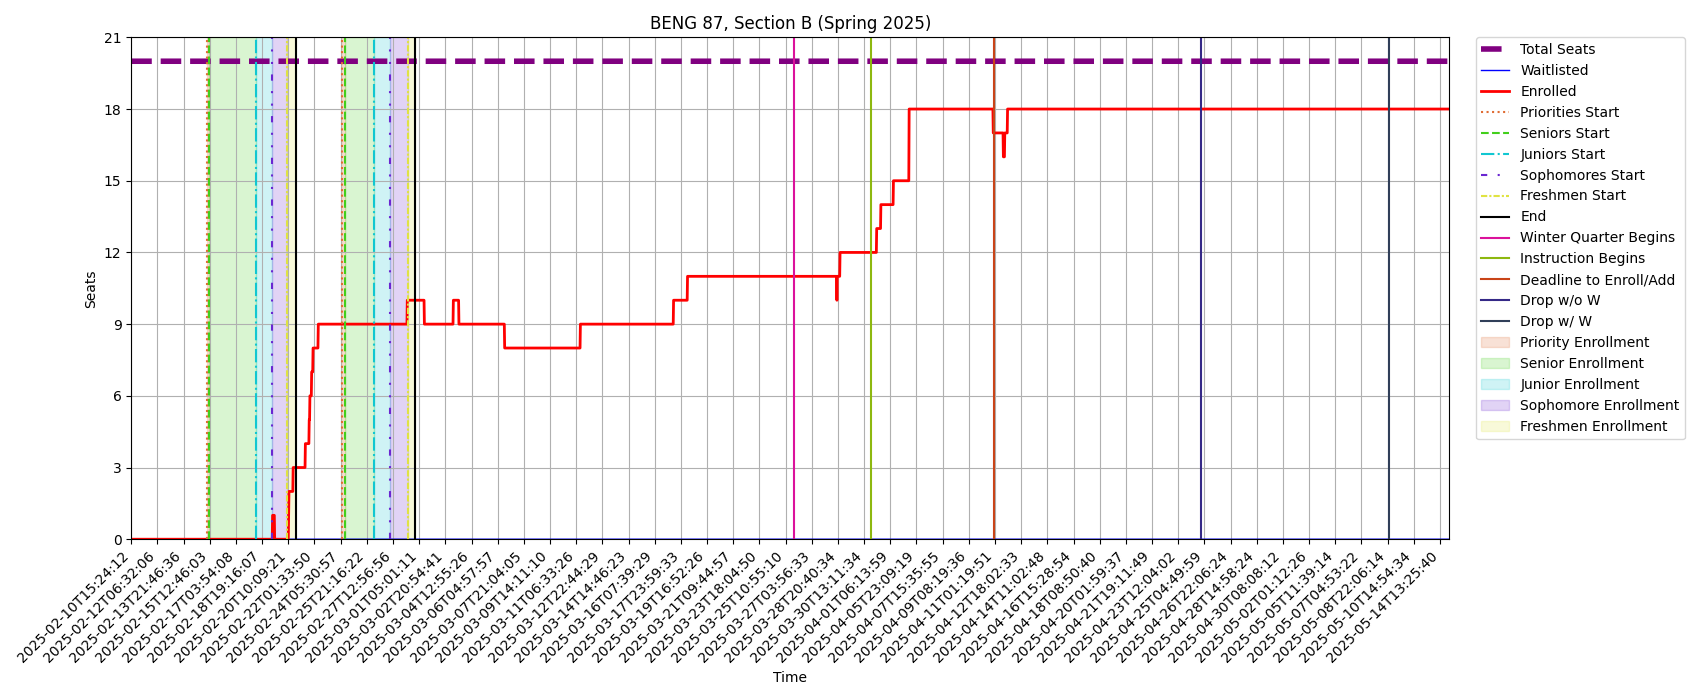 BENG 87, Section B (Spring 2025)
Seats
21
18
15
12
9
6
3
0
2025-02-10T15:24:12
2025-02-12T06:32:06
2025-02-13T21:46:36
2025-02-15T12:46:03
2025-02-17T03:54:08
2025-02-18T19:16:07
2025-02-20T10:09:21
2025-02-22T01:33:50
2025-02-24T05:30:57
2025-02-25T21:16:22
2025-02-27T12:56:56
2025-03-01T05:01:11
2025-03-02T20:54:41
2025-03-04T12:55:26
2025-03-06T04:57:57
2025-03-07T21:04:05
2025-03-09T14:11:10
2025-03-11T06:33:26
2025-03-12T22:44:29
2025-03-14T14:46:23
2025-03-16T07:39:29
2025-03-17T23:59:33
2025-03-19T16:52:26
2025-03-21T09:44:57
2025-03-23T18:04:50
2025-03-25T10:55:10
2025-03-27T03:56:33
2025-03-28T20:40:34
2025-03-30T13:11:34
2025-04-01T06:13:59
2025-04-05T23:09:19
2025-04-07T15:35:55
2025-04-09T08:19:36
2025-04-11T01:19:51
2025-04-12T18:02:33
2025-04-14T11:02:48
2025-04-16T15:28:54
2025-04-18T08:50:40
2025-04-20T01:59:37
2025-04-21T19:11:49
2025-04-23T12:04:02
2025-04-25T04:49:59
2025-04-26T22:06:24
2025-04-28T14:58:24
2025-04-30T08:08:12
2025-05-02T01:12:26
2025-05-05T11:39:14
2025-05-07T04:53:22
2025-05-08T22:06:14
2025-05-10T14:54:34
2025-05-14T13:25:40
Time
Total Seats
Waitlisted
Enrolled
Priorities Start
Seniors Start
Juniors Start
Sophomores Start
Freshmen Start
End
Winter Quarter Begins
Instruction Begins
Deadline to Enroll/Add
Drop w/o W
Drop w/ W
Priority Enrollment
Senior Enrollment
Junior Enrollment
Sophomore Enrollment
Freshmen Enrollment